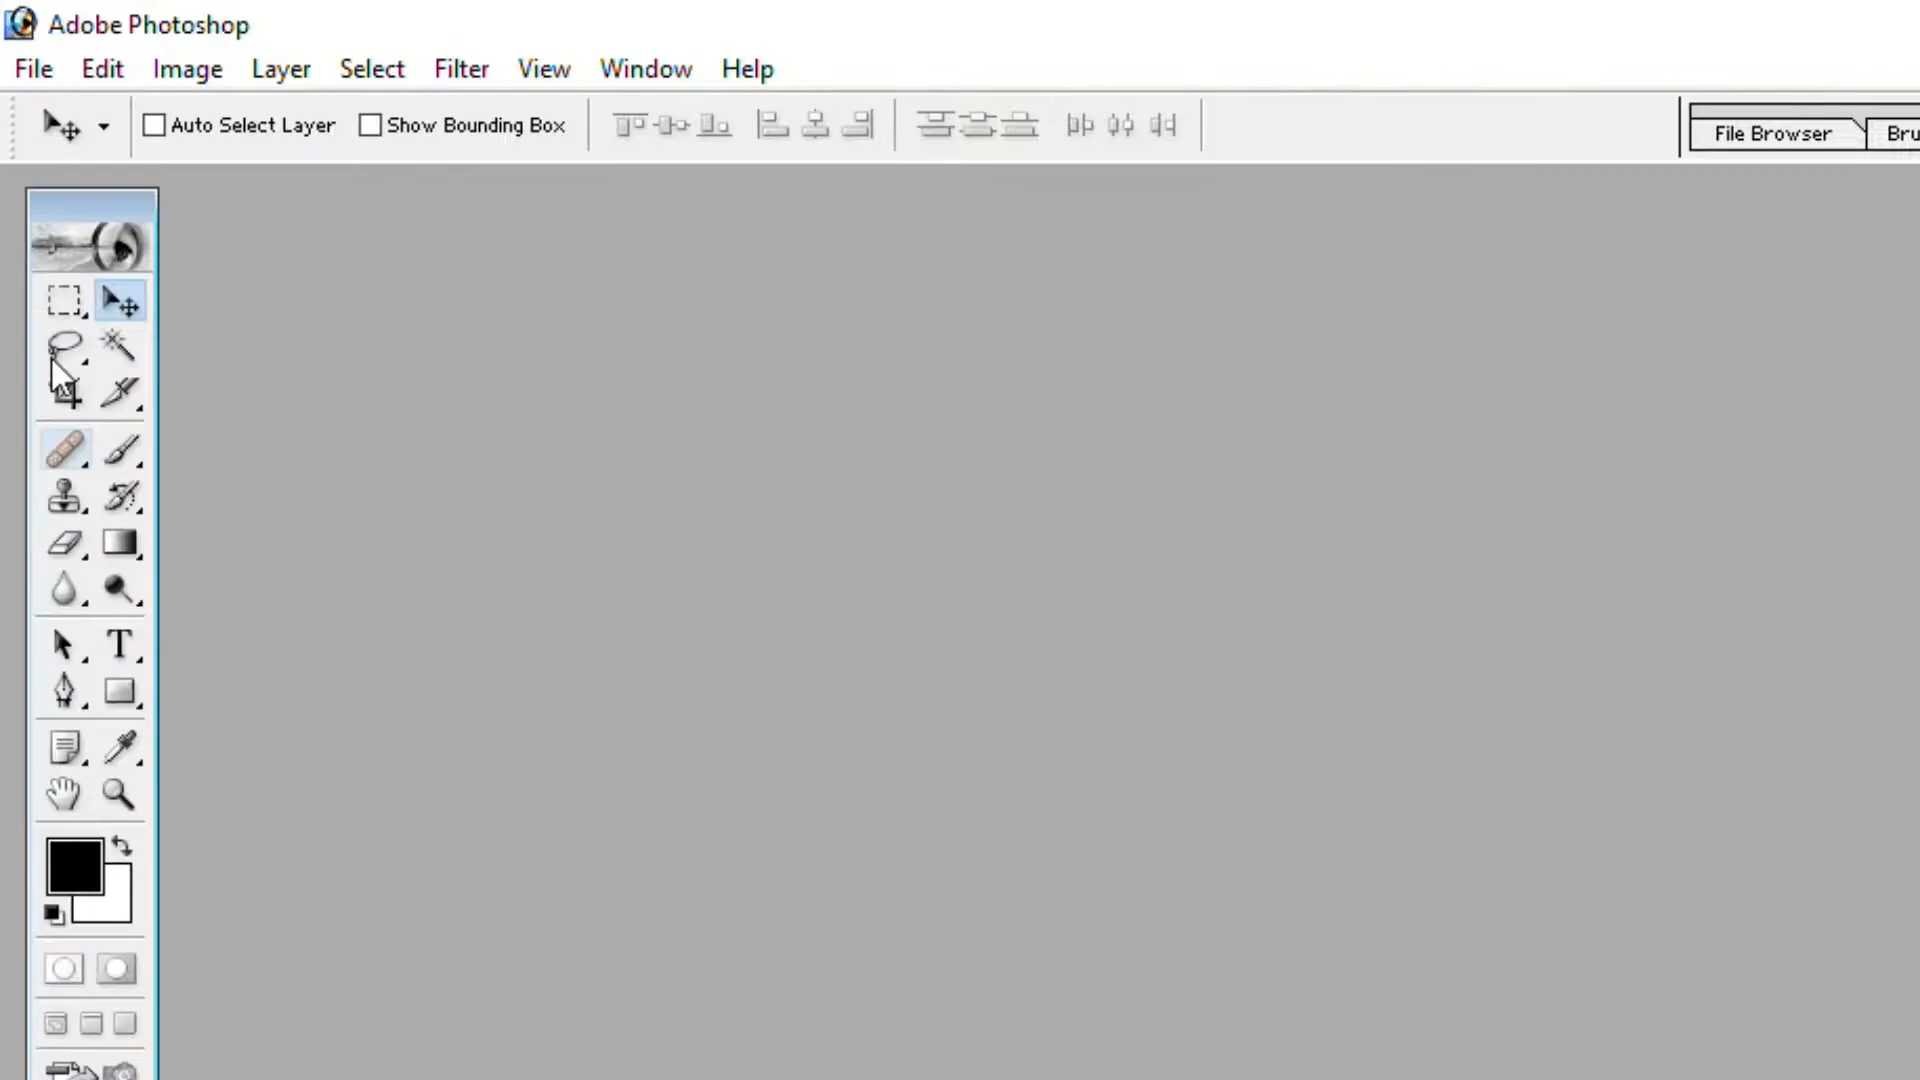 Adobe Photoshop
File Edit Image Layer Select Filter View Window Help
Auto Select Layer Show Bounding Box File Browser Bru
T